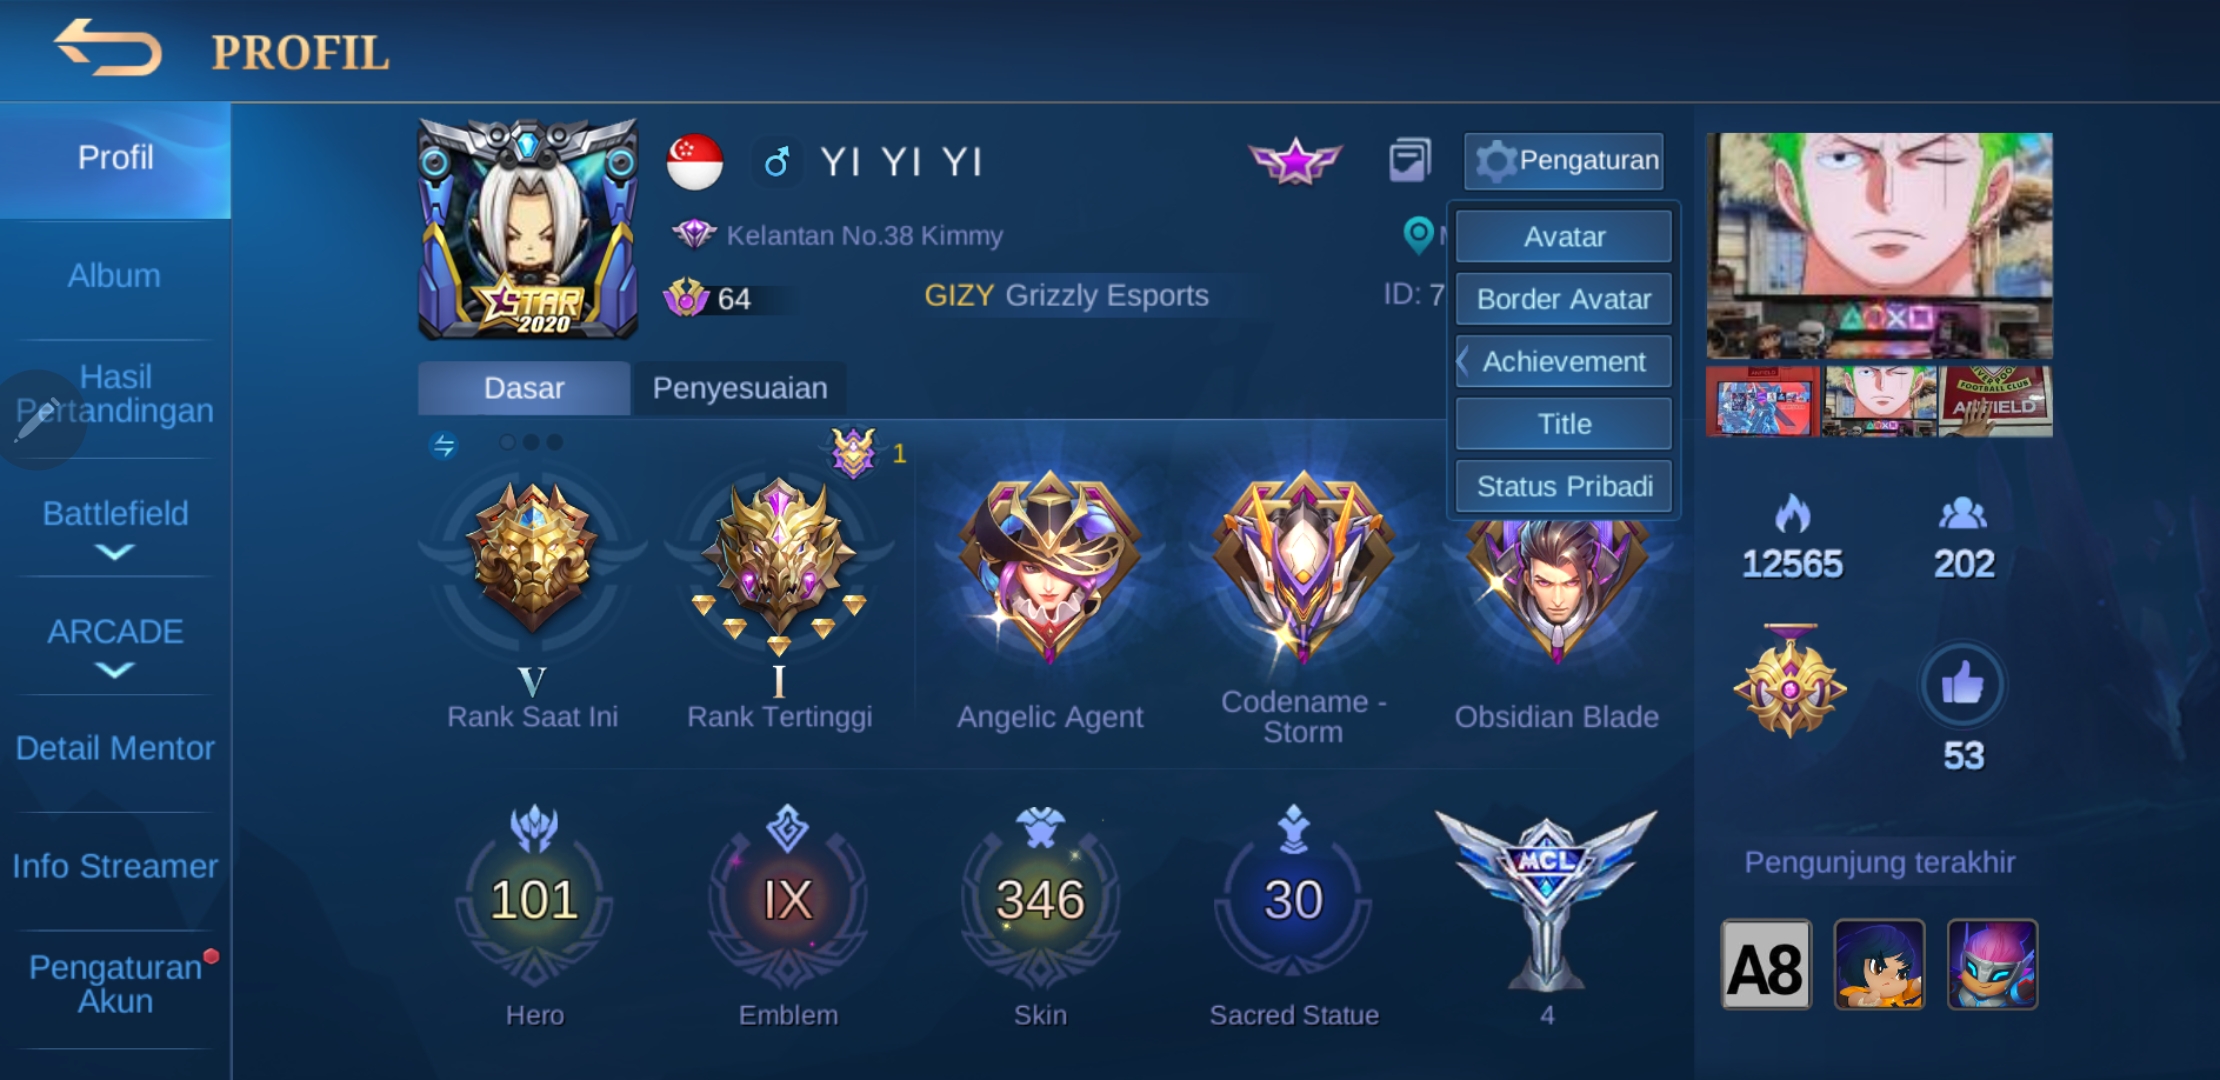 PROFIL
Profil
Album
Hasil
Pertandingan
Battlefield
ARCADE
Detail Mentor
Info Streamer
Pengaturan
Akun
STAR
2020
YI YI YI
Kelantan No.38 Kimmy
64
GIZY Grizzly Esports
ID: 7
Pengaturan
Avatar
Border Avatar
Achievement
Title
Status Pribadi
Dasar
Penyesuaian
1
V
I
Rank Saat Ini
Rank Tertinggi
Angelic Agent
Codename -
Storm
Obsidian Blade
101
IX
346
30
MCL
Hero
Emblem
Skin
Sacred Statue
4
FOOTBALL CLUB
ANFIELD
12565
202
53
Pengunjung terakhir
A8